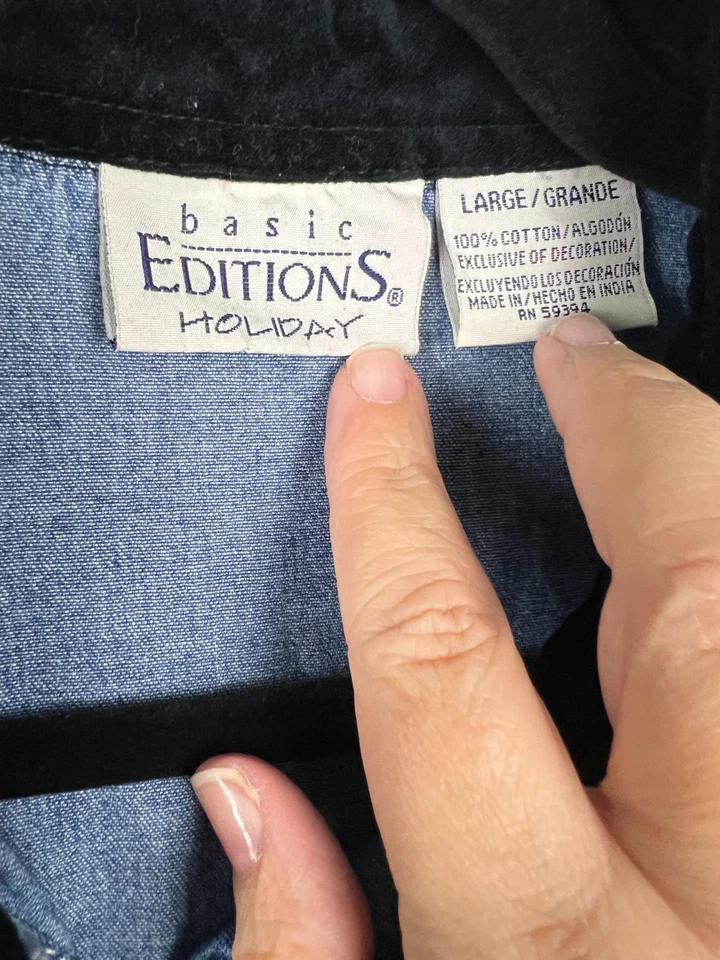 basic
EDITIONS®
HOLIDAY
LARGE/GRANDE
100% COTTON/ALGODÓN
EXCLUSIVE OF DECORATION/
EXCLUYENDO LOS DECORACIÓN
MADE IN/HECHO EN INDIA
RN 59394